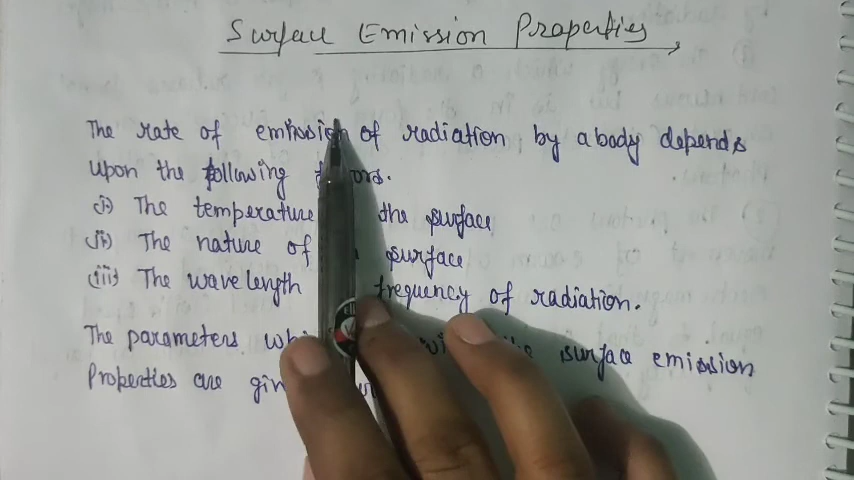 Surface Emission Properties
The rate of emission of radiation by a body depends
upon the following
(i) The temperature the surface
(ii) The nature of surface
(iii) The wavelength frequency of radiation.
The parameters surface emission
Properties are